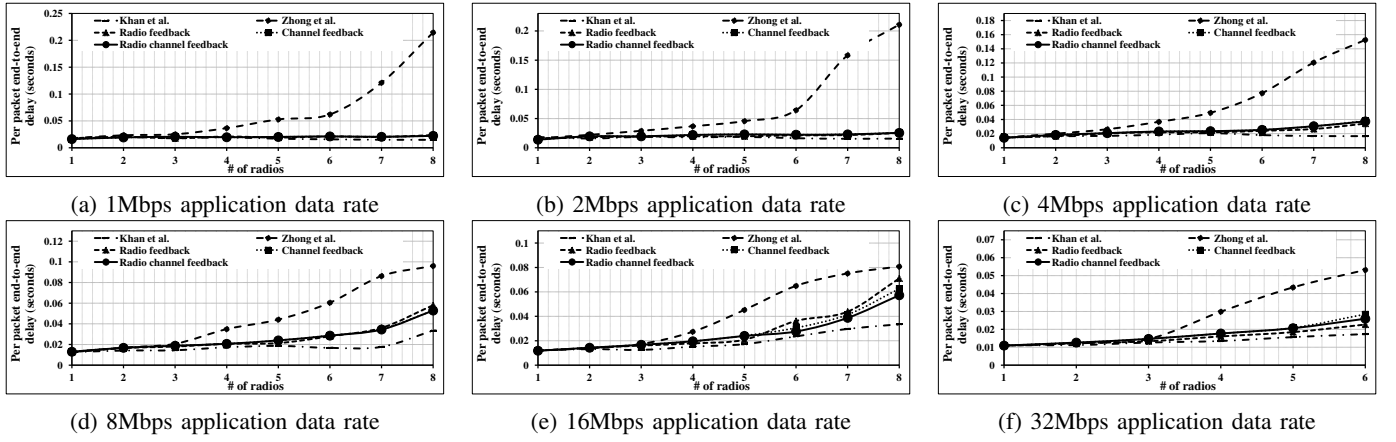 Per packet end-to-end
delay (seconds)
0.25
0.2
0.15
0.1
0.05
0
Khan et al.
Zhong et al.
Radio feedback
Channel feedback
Radio channel feedback
1 2 3 4 5 6 7 8
# of radios
(a) 1Mbps application data rate
Per packet end-to-end
delay (seconds)
0.2
0.15
0.1
0.05
0
Khan et al.
Zhong et al.
Radio feedback
Channel feedback
Radio channel feedback
1 2 3 4 5 6 7 8
# of radios
(b) 2Mbps application data rate
Per packet end-to-end
delay (seconds)
0.18
0.16
0.14
0.12
0.1
0.08
0.06
0.04
0.02
0
Khan et al.
Zhong et al.
Radio feedback
Channel feedback
Radio channel feedback
1 2 3 4 5 6 7 8
# of radios
(c) 4Mbps application data rate
Per packet end-to-end
delay (seconds)
0.12
0.1
0.08
0.06
0.04
0.02
0
Khan et al.
Zhong et al.
Radio feedback
Channel feedback
Radio channel feedback
1 2 3 4 5 6 7 8
# of radios
(d) 8Mbps application data rate
Per packet end-to-end
delay (seconds)
0.1
0.08
0.06
0.04
0.02
0
Khan et al.
Zhong et al.
Radio feedback
Channel feedback
Radio channel feedback
1 2 3 4 5 6 7 8
# of radios
(e) 16Mbps application data rate
Per packet end-to-end
delay (seconds)
0.07
0.06
0.05
0.04
0.03
0.02
0.01
0
Khan et al.
Zhong et al.
Radio feedback
Channel feedback
Radio channel feedback
1 2 3 4 5 6
# of radios
(f) 32Mbps application data rate